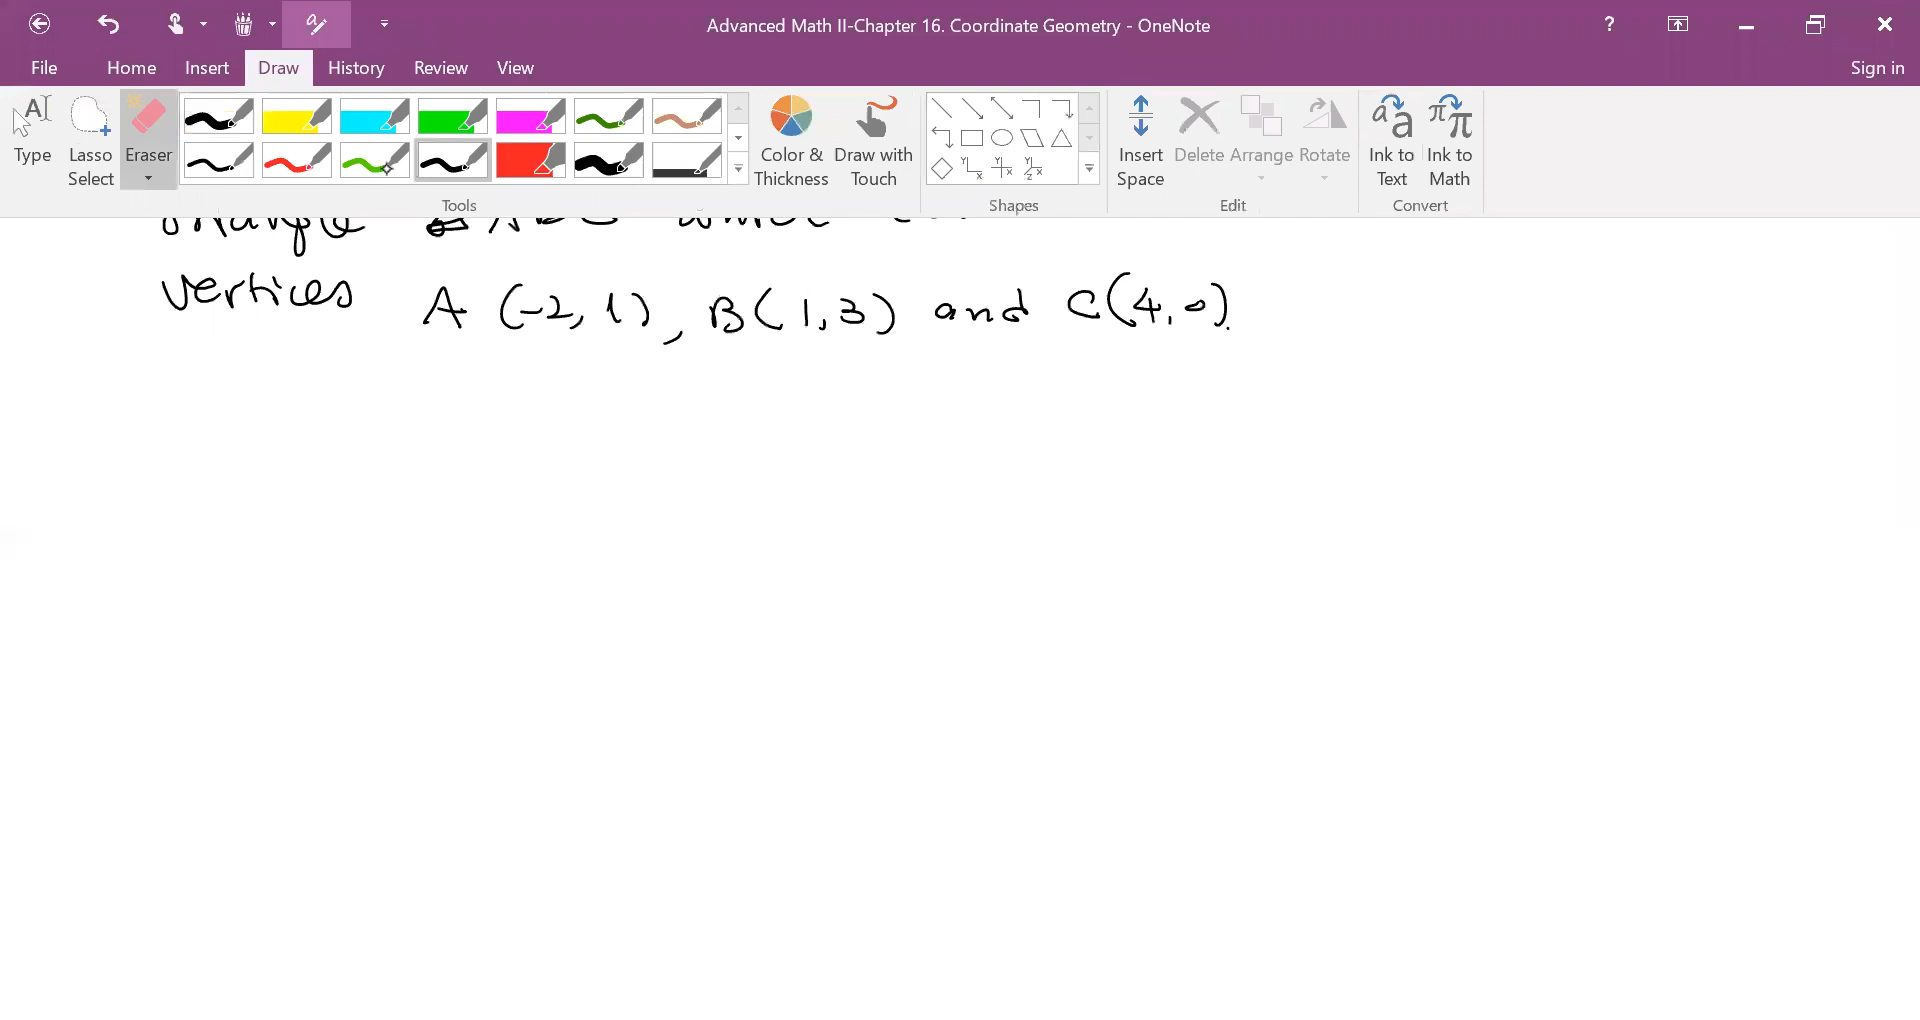 Advanced Math II-Chapter 16. Coordinate Geometry - OneNote
?
File Home Insert Draw History Review View Sign in
Type
Lasso Select
Eraser
Color & Thickness
Draw with Touch
Insert Space
Delete
Arrange
Rotate
Ink to Text
Ink to Math
Tools Shapes Edit Convert
triangle △ABC
vertices A (-2, 1), B(1, 3) and C(4, 0).